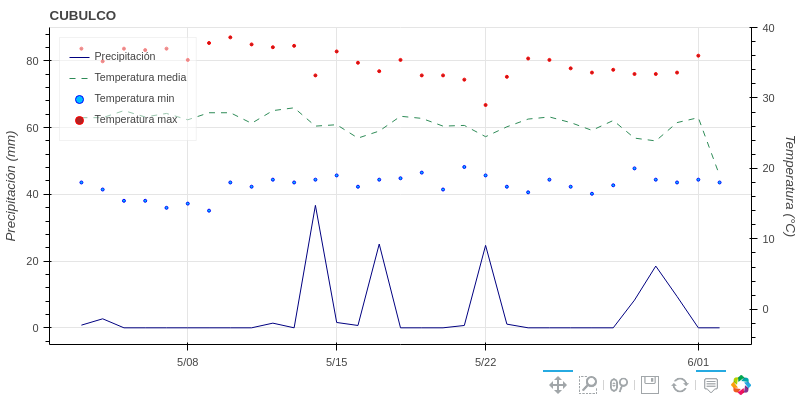 CUBULCO
Precipitación
Temperatura media
Temperatura min
Temperatura max
Precipitación (mm)
80
60
40
20
0
Temperatura (°C)
40
30
20
10
0
5/08
5/15
5/22
6/01